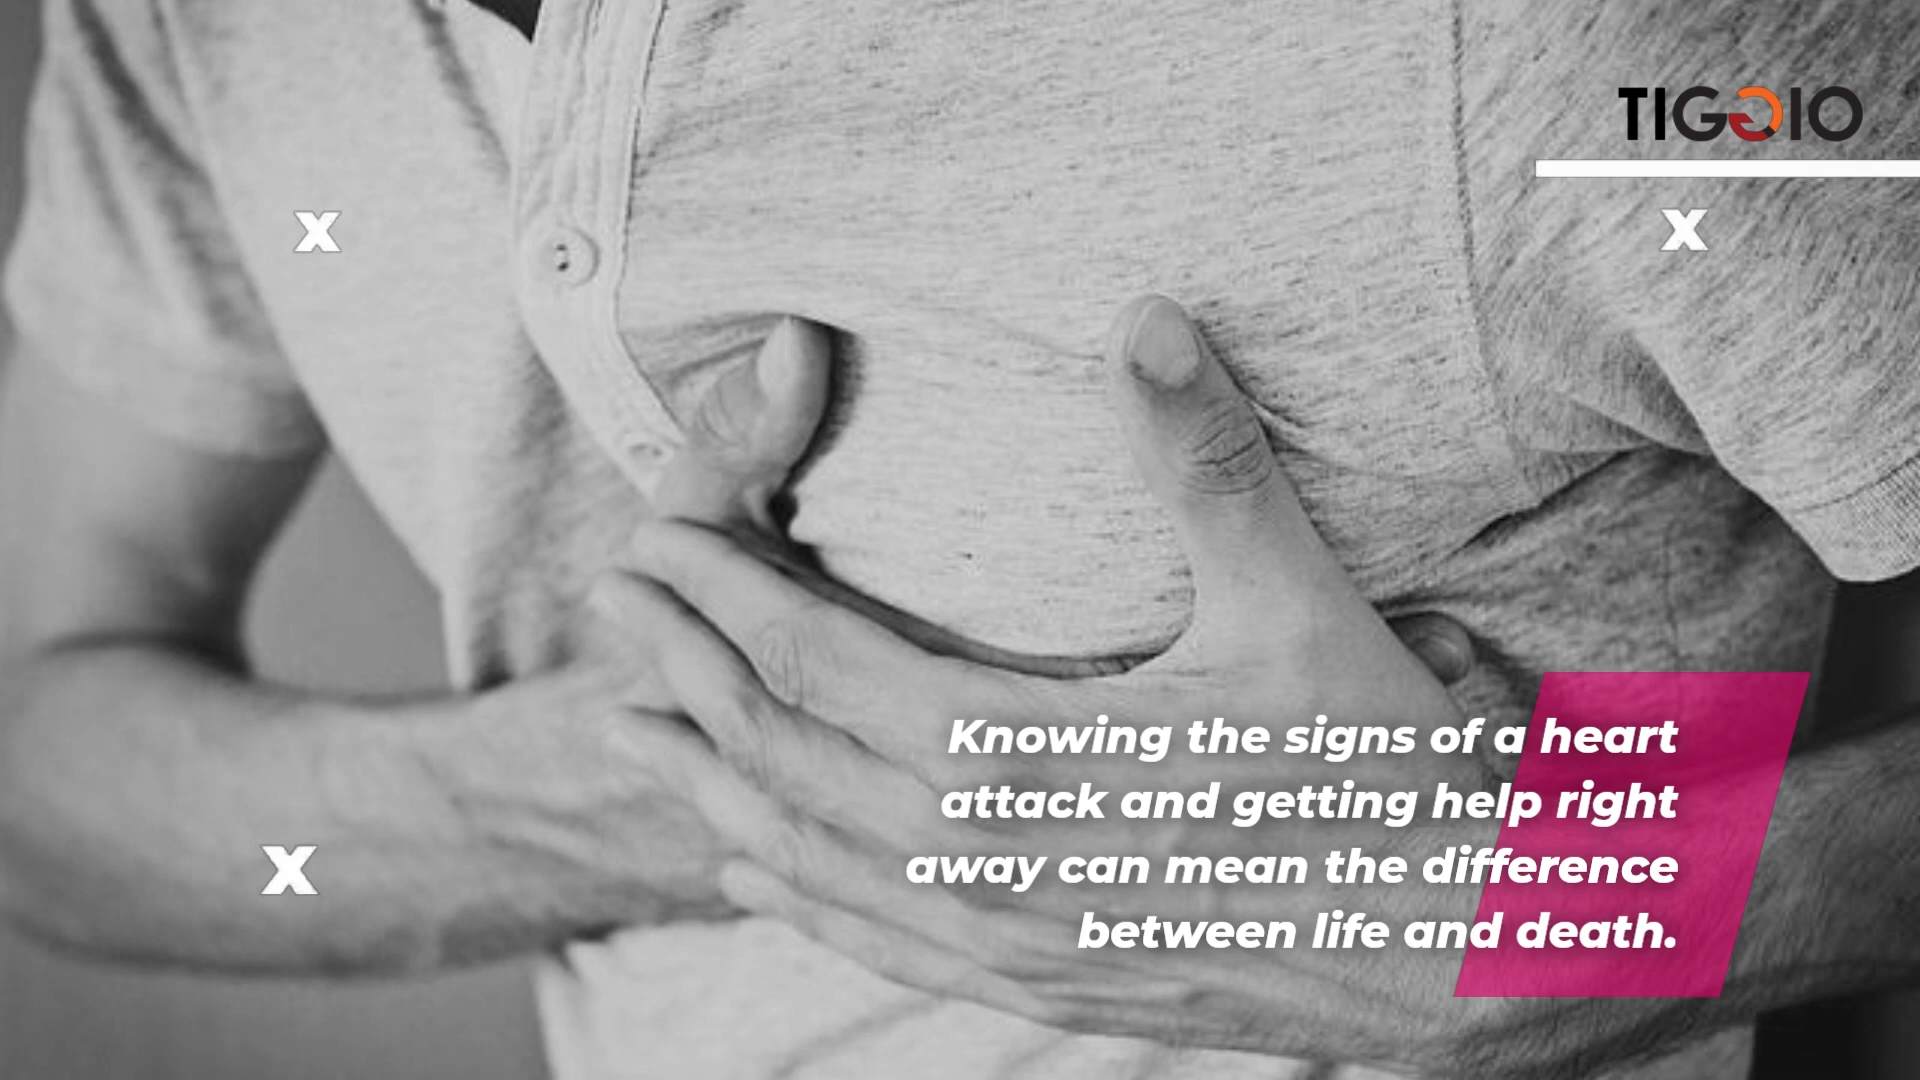 TIGGIO
x
x
Knowing the signs of a heart
attack and getting help right
away can mean the difference
between life and death.
x